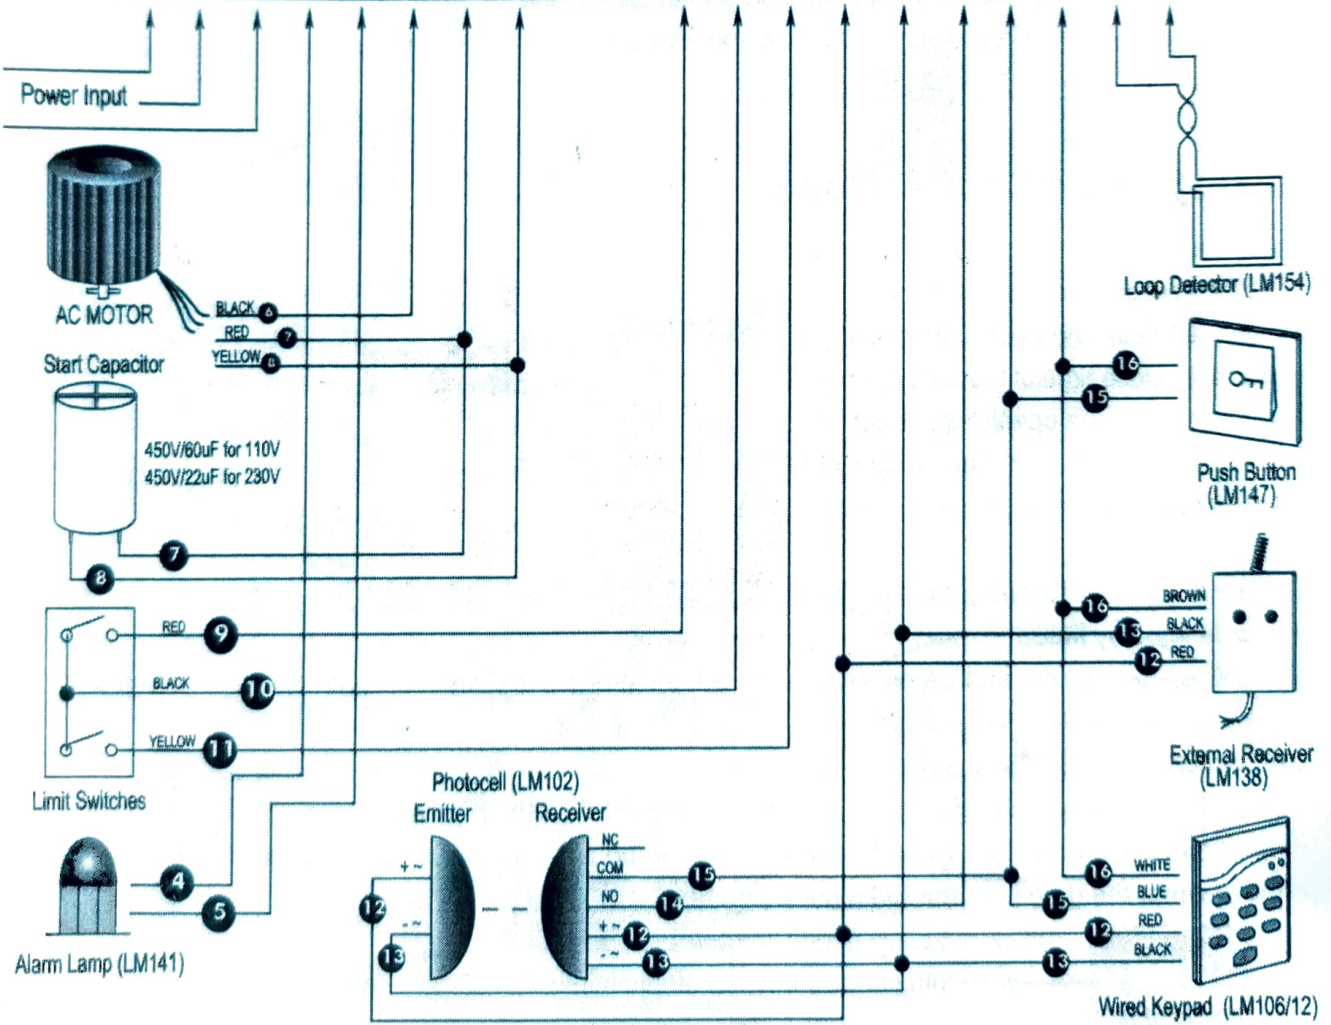 Power Input
AC MOTOR
BLACK 6
RED 7
YELLOW 8
Start Capacitor
450V/60uF for 110V
450V/22uF for 230V
7
8
RED 9
BLACK 10
YELLOW 11
Limit Switches
4
5
Alarm Lamp (LM141)
Photocell (LM102)
Emitter
Receiver
+ ~
12
- ~
13
NC
COM 15
NO 14
+ ~ 12
- ~ 13
Loop Detector (LM154)
16
15
Push Button
(LM147)
16 BROWN
13 BLACK
12 RED
External Receiver
(LM138)
16 WHITE
15 BLUE
12 RED
13 BLACK
Wired Keypad (LM106/12)